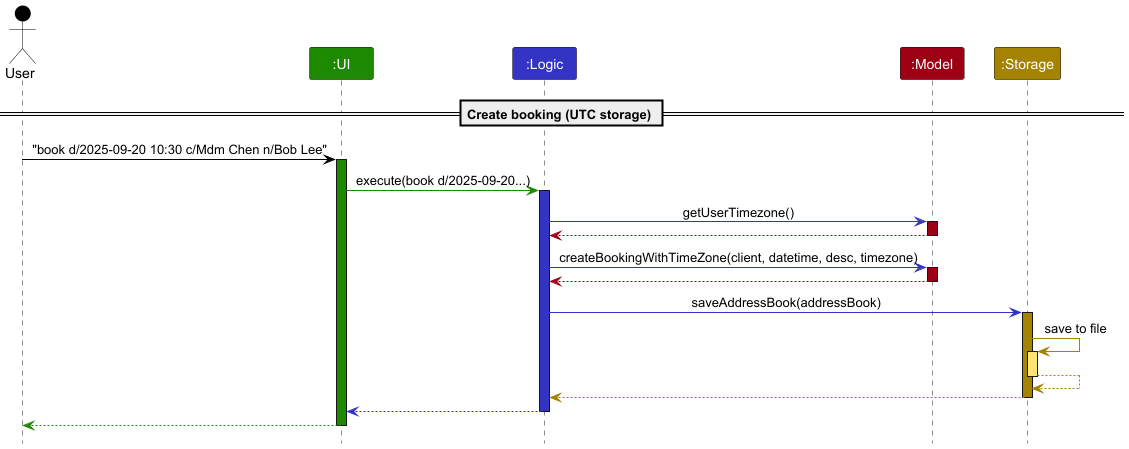 User
:UI
:Logic
:Model
:Storage
Create booking (UTC storage)
"book d/2025-09-20 10:30 c/Mdm Chen n/Bob Lee"
execute(book d/2025-09-20...)
getUserTimezone()
createBookingWithTimeZone(client, datetime, desc, timezone)
saveAddressBook(addressBook)
save to file